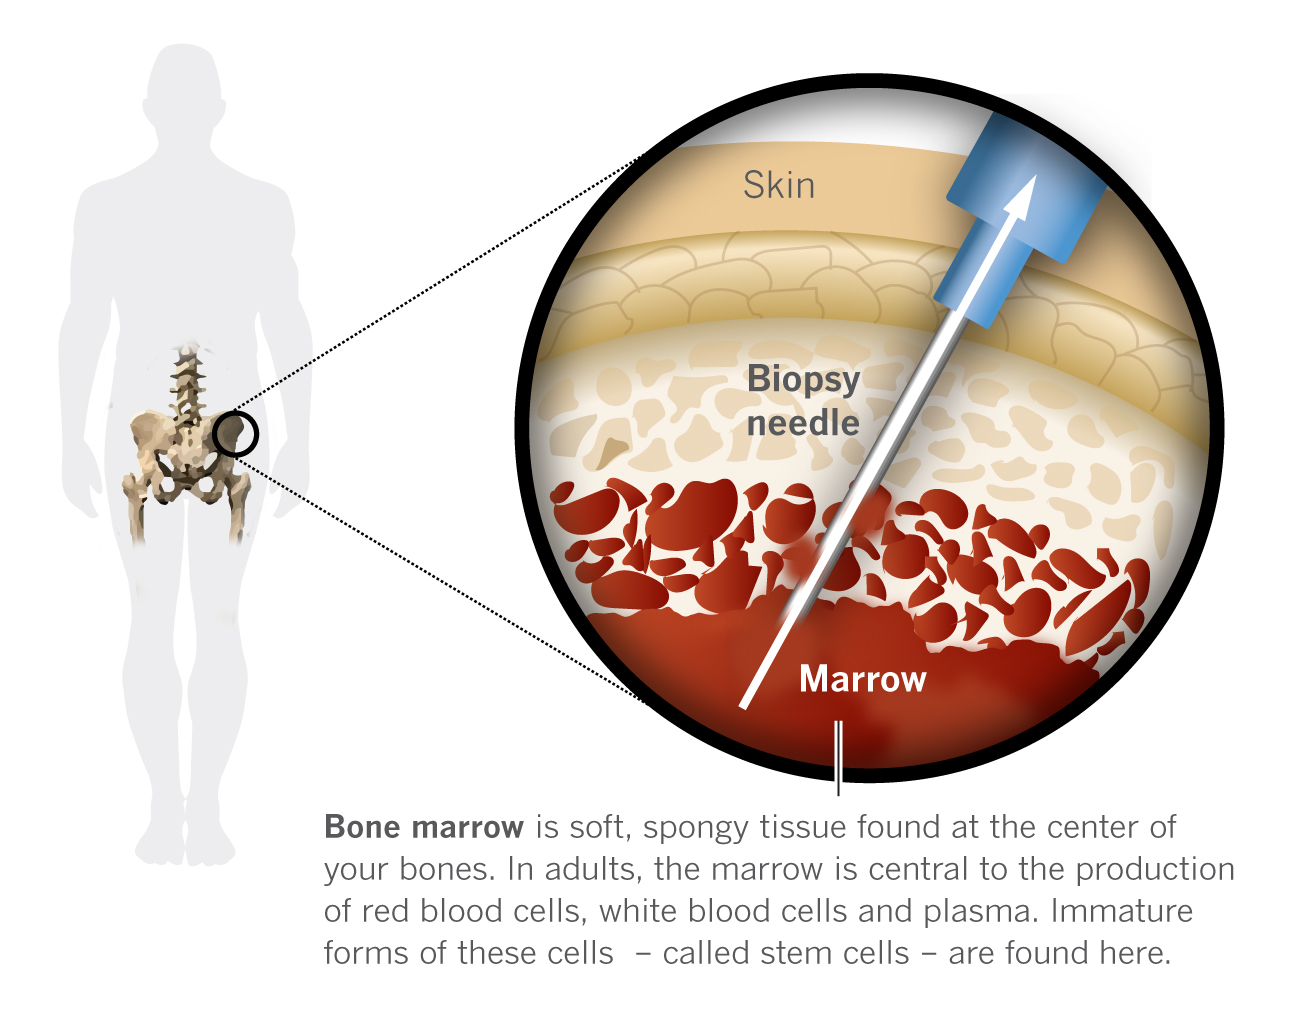 Skin
Biopsy
needle
Marrow
Bone marrow is soft, spongy tissue found at the center of
your bones. In adults, the marrow is central to the production
of red blood cells, white blood cells and plasma. Immature
forms of these cells – called stem cells – are found here.